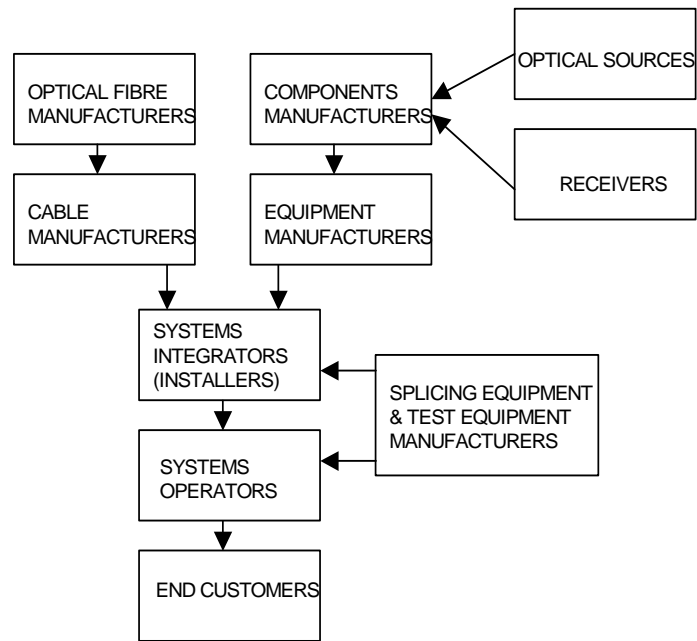 OPTICAL FIBRE
MANUFACTURERS
COMPONENTS
MANUFACTURERS
OPTICAL SOURCES
RECEIVERS
CABLE
MANUFACTURERS
EQUIPMENT
MANUFACTURERS
SYSTEMS
INTEGRATORS
(INSTALLERS)
SPLICING EQUIPMENT
& TEST EQUIPMENT
MANUFACTURERS
SYSTEMS
OPERATORS
END CUSTOMERS